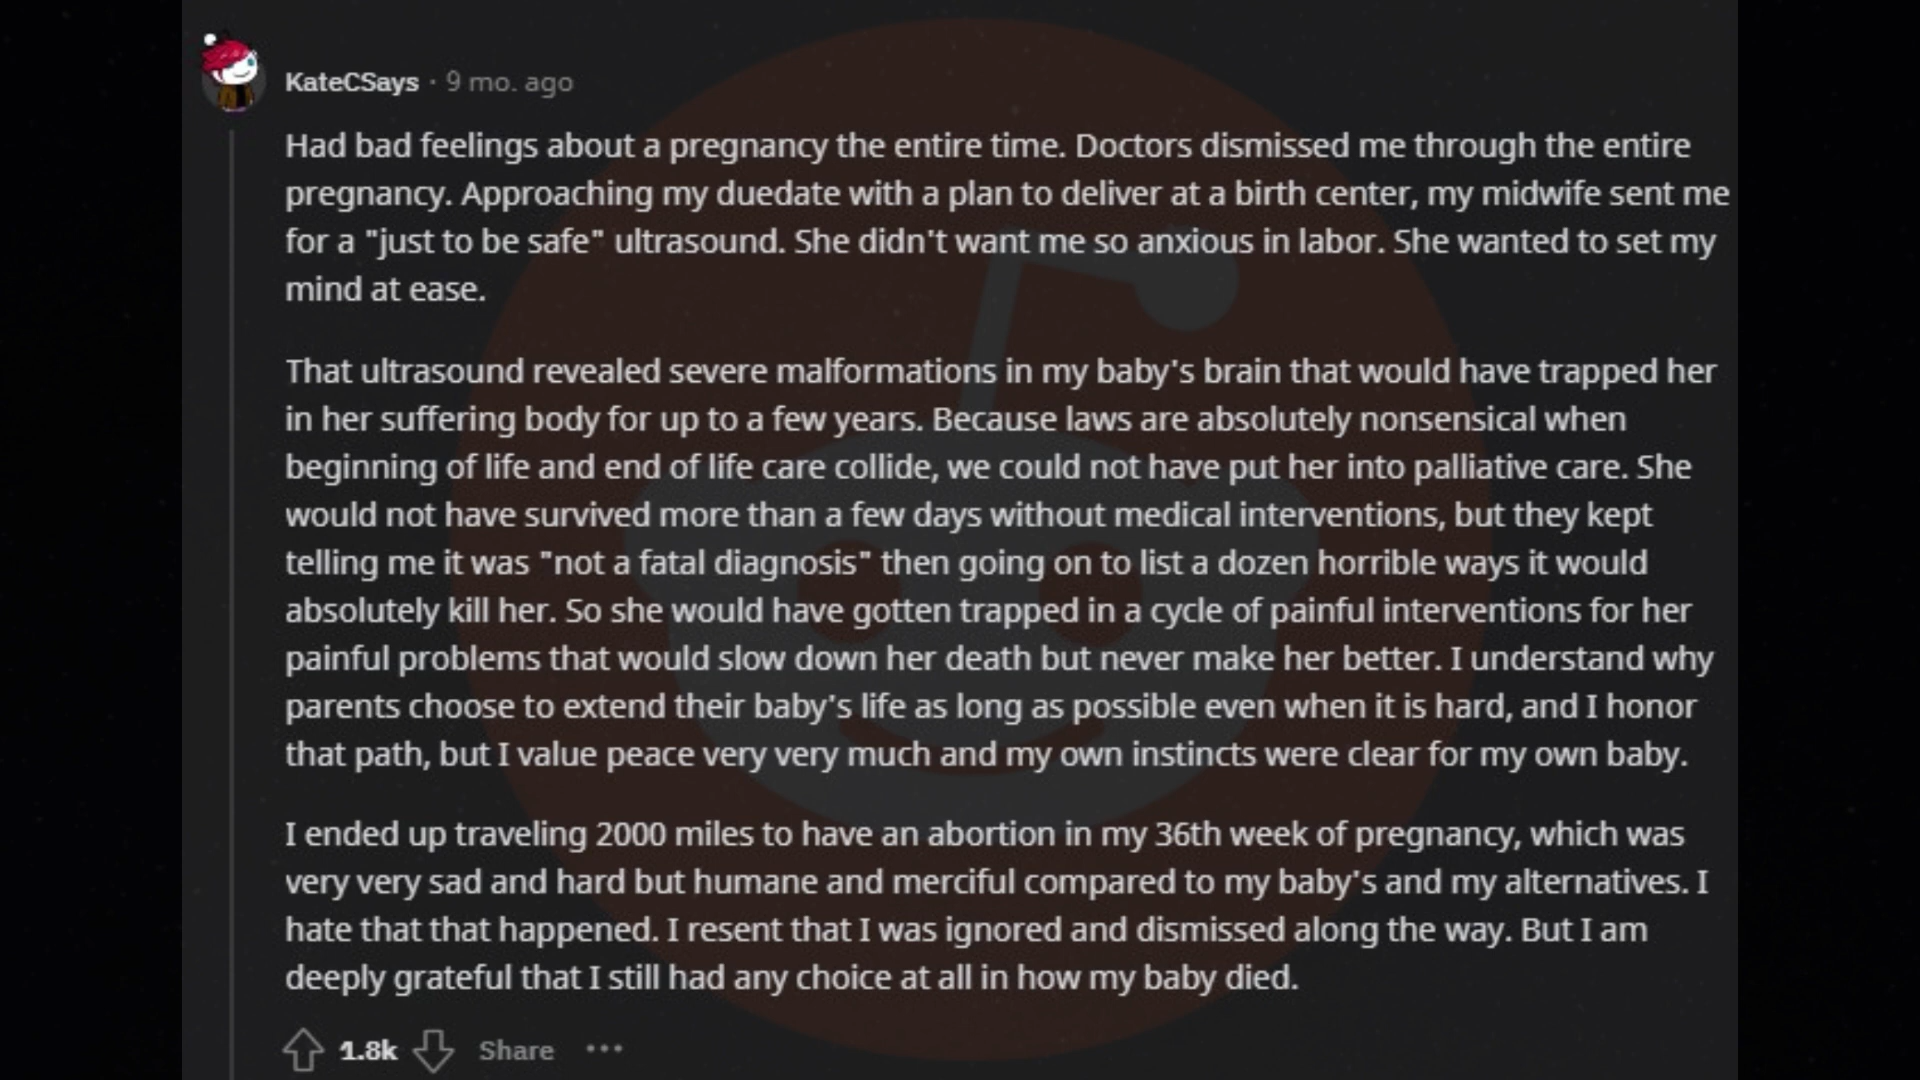 KateCSays · 9 mo. ago
Had bad feelings about a pregnancy the entire time. Doctors dismissed me through the entire
pregnancy. Approaching my duedate with a plan to deliver at a birth center, my midwife sent me
for a "just to be safe" ultrasound. She didn't want me so anxious in labor. She wanted to set my
mind at ease.
That ultrasound revealed severe malformations in my baby's brain that would have trapped her
in her suffering body for up to a few years. Because laws are absolutely nonsensical when
beginning of life and end of life care collide, we could not have put her into palliative care. She
would not have survived more than a few days without medical interventions, but they kept
telling me it was "not a fatal diagnosis" then going on to list a dozen horrible ways it would
absolutely kill her. So she would have gotten trapped in a cycle of painful interventions for her
painful problems that would slow down her death but never make her better. I understand why
parents choose to extend their baby's life as long as possible even when it is hard, and I honor
that path, but I value peace very very much and my own instincts were clear for my own baby.
I ended up traveling 2000 miles to have an abortion in my 36th week of pregnancy, which was
very very sad and hard but humane and merciful compared to my baby's and my alternatives. I
hate that that happened. I resent that I was ignored and dismissed along the way. But I am
deeply grateful that I still had any choice at all in how my baby died.
1.8k Share ...